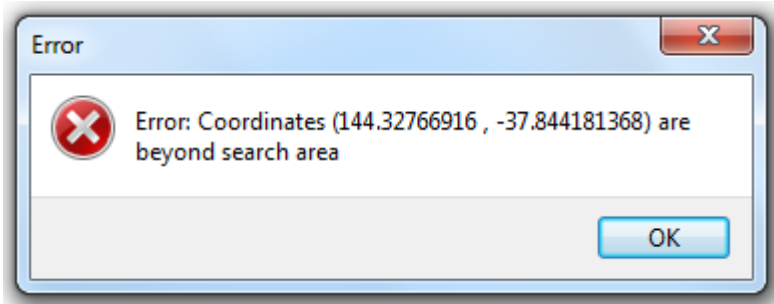 Error
Error: Coordinates (144.32766916 , -37.844181368) are
beyond search area
OK